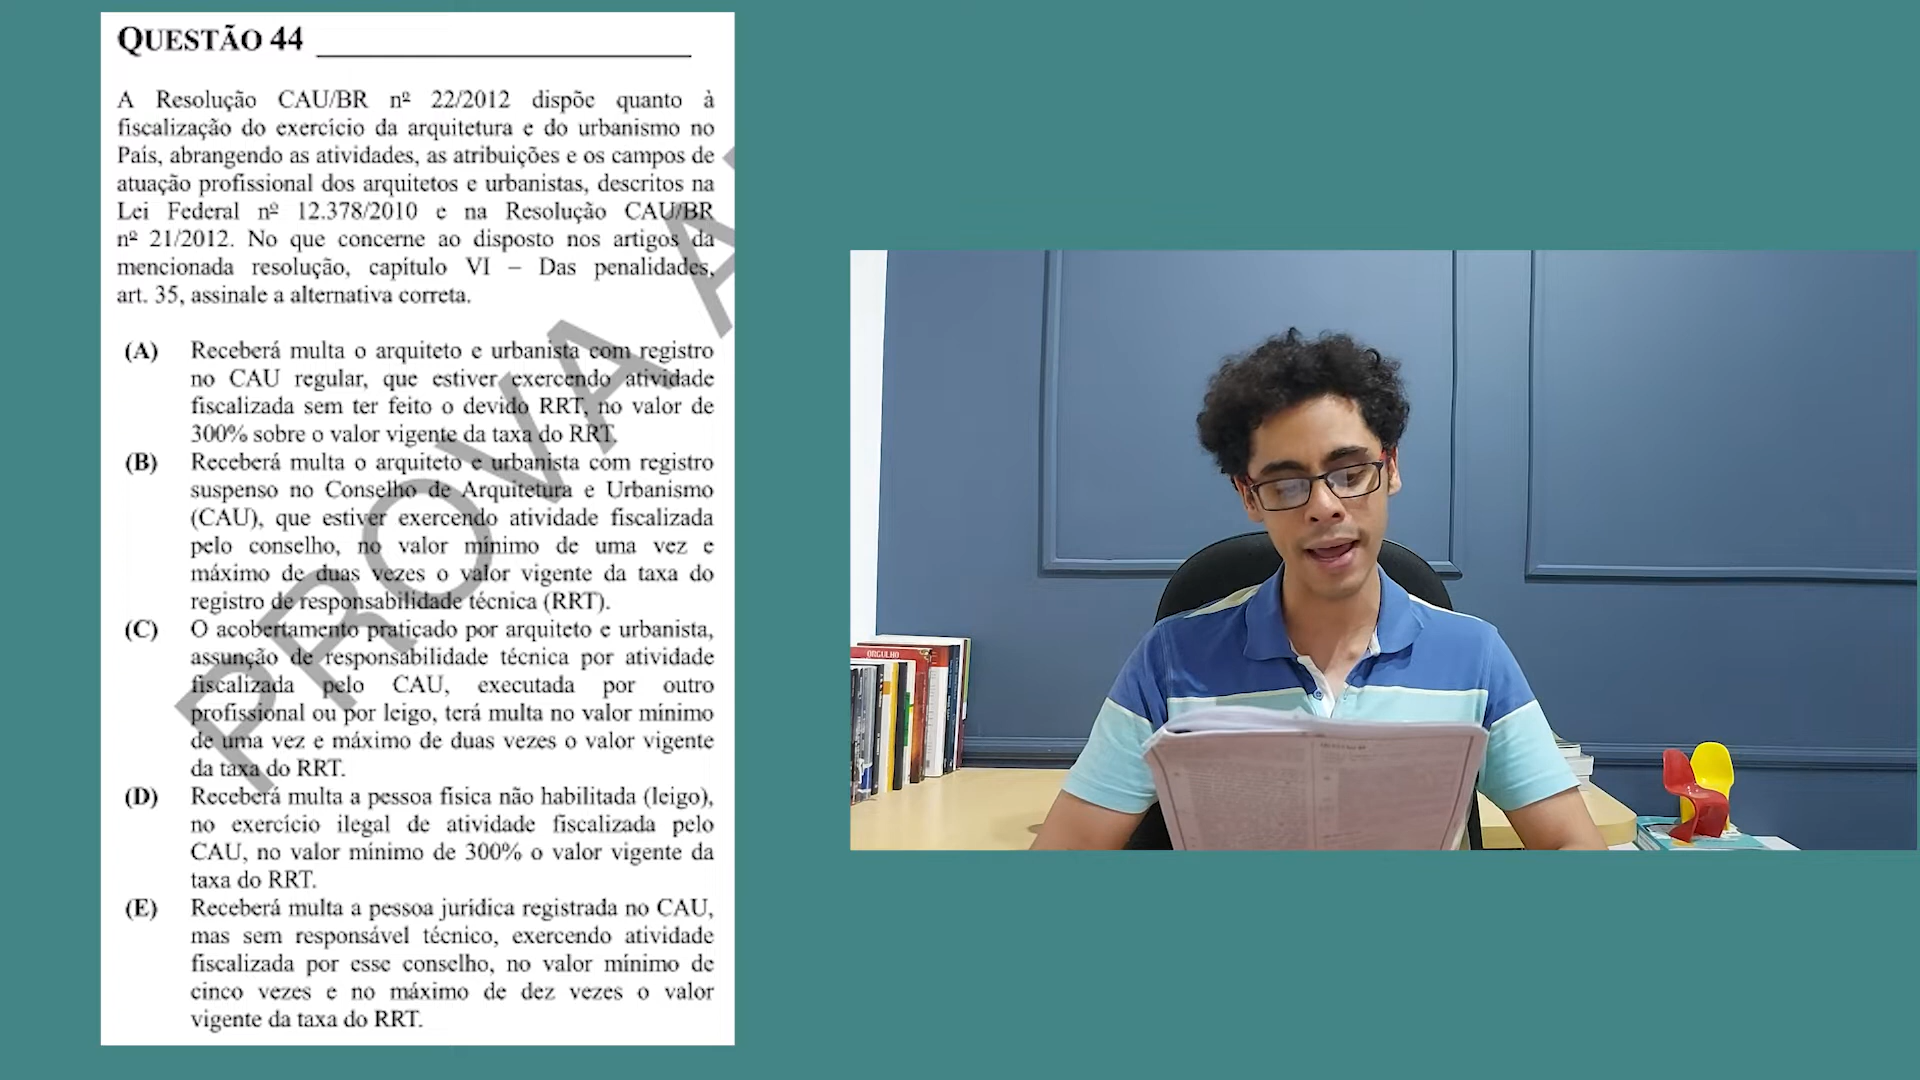 QUESTÃO 44
A Resolução CAU/BR nº 22/2012 dispõe quanto à
fiscalização do exercício da arquitetura e do urbanismo no
País, abrangendo as atividades, as atribuições e os campos de
atuação profissional dos arquitetos e urbanistas, descritos na
Lei Federal nº 12.378/2010 e na Resolução CAU/BR
nº 21/2012. No que concerne ao disposto nos artigos da
mencionada resolução, capítulo VI – Das penalidades,
art. 35, assinale a alternativa correta.
(A) Receberá multa o arquiteto e urbanista com registro
no CAU regular, que estiver exercendo atividade
fiscalizada sem ter feito o devido RRT, no valor de
300% sobre o valor vigente da taxa do RRT.
(B) Receberá multa o arquiteto e urbanista com registro
suspenso no Conselho de Arquitetura e Urbanismo
(CAU), que estiver exercendo atividade fiscalizada
pelo conselho, no valor mínimo de uma vez e
máximo de duas vezes o valor vigente da taxa do
registro de responsabilidade técnica (RRT).
(C) O acobertamento praticado por arquiteto e urbanista,
assunção de responsabilidade técnica por atividade
fiscalizada pelo CAU, executada por outro
profissional ou por leigo, terá multa no valor mínimo
de uma vez e máximo de duas vezes o valor vigente
da taxa do RRT.
(D) Receberá multa a pessoa física não habilitada (leigo),
no exercício ilegal de atividade fiscalizada pelo
CAU, no valor mínimo de 300% o valor vigente da
taxa do RRT.
(E) Receberá multa a pessoa jurídica registrada no CAU,
mas sem responsável técnico, exercendo atividade
fiscalizada por esse conselho, no valor mínimo de
cinco vezes e no máximo de dez vezes o valor
vigente da taxa do RRT.
PROVA A
ORGULHO